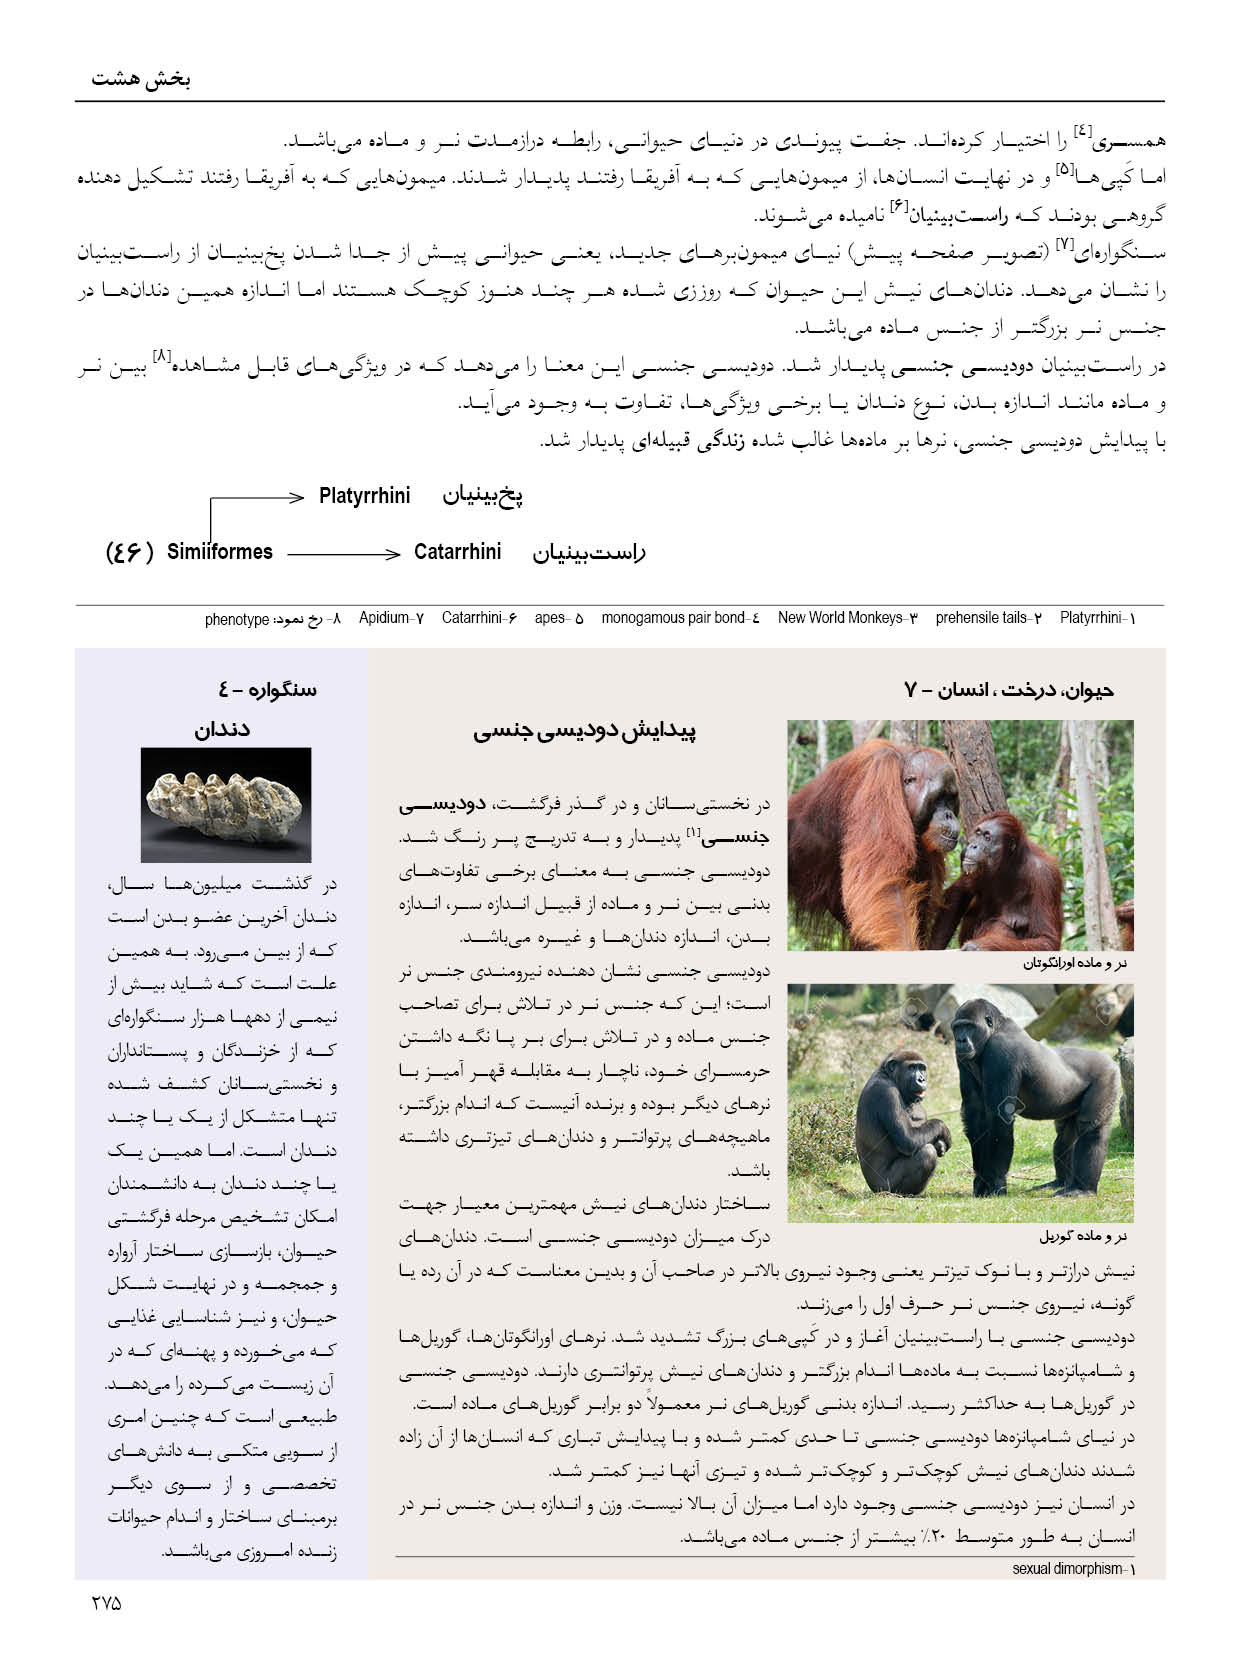 بخش هشت
همسری[٤] را اختیار کرده‌اند. جفت پیوندی در دنیای حیوانی، رابطه درازمدت نر و ماده می‌باشد.
اما کَپی‌ها[۵] و در نهایت انسان‌ها، از میمون‌هایی که به آفریقا رفتند پدیدار شدند. میمون‌هایی که به آفریقا رفتند تشکیل دهنده
گروهی بودند که راست‌بینیان[۶] نامیده می‌شوند.
سنگواره‌ای[۷] (تصویر صفحه پیش) نیای میمون‌برهای جدید، یعنی حیوانی پیش از جدا شدن پخ‌بینیان از راست‌بینیان
را نشان می‌دهد. دندان‌های نیش این حیوان که روززی شده هر چند هنوز کوچک هستند اما اندازه همین دندان‌ها در
جنس نر بزرگتر از جنس ماده می‌باشد.
در راست‌بینیان دودیسی جنسی پدیدار شد. دودیسی جنسی این معنا را می‌دهد که در ویژگی‌های قابل مشاهده[۸] بین نر
و ماده مانند اندازه بدن، نوع دندان یا برخی ویژگی‌ها، تفاوت به وجود می‌آید.
با پیدایش دودیسی جنسی، نرها بر ماده‌ها غالب شده زندگی قبیله‌ای پدیدار شد.
Platyrrhini پخ‌بینیان
(٤۶) Simiiformes Catarrhini راست‌بینیان
۱-Platyrrhini ۲-prehensile tails ۳-New World Monkeys ٤-monogamous pair bond ۵ -apes ۶-Catarrhini ۷-Apidium ۸- رخ نمود: phenotype
حیوان، درخت ، انسان - ۷
پیدایش دودیسی جنسی
در نخستی‌سانان و در گذر فرگشت، دودیسی
جنسی[۱] پدیدار و به تدریج پر رنگ شد.
دودیسی جنسی به معنای برخی تفاوت‌های
بدنی بین نر و ماده از قبیل اندازه سر، اندازه
بدن، اندازه دندان‌ها و غیره می‌باشد.
دودیسی جنسی نشان دهنده نیرومندی جنس نر
است؛ این که جنس نر در تلاش برای تصاحب
جنس ماده و در تلاش برای بر پا نگه داشتن
حرمسرای خود، ناچار به مقابله قهر آمیز با
نرهای دیگر بوده و برنده آنیست که اندام بزرگتر،
ماهیچه‌های پرتوانتر و دندان‌های تیزتری داشته
باشد.
ساختار دندان‌های نیش مهمترین معیار جهت
درک میزان دودیسی جنسی است. دندان‌های
نیش درازتر و با نوک تیزتر یعنی وجود نیروی بالاتر در صاحب آن و بدین معناست که در آن رده یا
گونه، نیروی جنس نر حرف اول را می‌زند.
دودیسی جنسی با راست‌بینیان آغاز و در کَپی‌های بزرگ تشدید شد. نرهای اورانگوتان‌ها، گوریل‌ها
و شامپانزه‌ها نسبت به ماده‌ها اندام بزرگتر و دندان‌های نیش پرتوانتری دارند. دودیسی جنسی
در گوریل‌ها به حداکثر رسید. اندازه بدنی گوریل‌های نر معمولاً دو برابر گوریل‌های ماده است.
در نیای شامپانزه‌ها دودیسی جنسی تا حدی کمتر شده و با پیدایش تباری که انسان‌ها از آن زاده
شدند دندان‌های نیش کوچک‌تر و کوچک‌تر شده و تیزی آنها نیز کمتر شد.
در انسان نیز دودیسی جنسی وجود دارد اما میزان آن بالا نیست. وزن و اندازه بدن جنس نر در
انسان به طور متوسط ۲۰٪ بیشتر از جنس ماده می‌باشد.
نر و ماده اورانگوتان
نر و ماده گوریل
۱-sexual dimorphism
سنگواره - ٤
دندان
در گذشت میلیون‌ها سال،
دندان آخرین عضو بدن است
که از بین می‌رود. به همین
علت است که شاید بیش از
نیمی از دهها هزار سنگواره‌ای
که از خزندگان و پستانداران
و نخستی‌سانان کشف شده
تنها متشکل از یک یا چند
دندان است. اما همین یک
یا چند دندان به دانشمندان
امکان تشخیص مرحله فرگشتی
حیوان، بازسازی ساختار آرواره
و جمجمه و در نهایت شکل
حیوان، و نیز شناسایی غذایی
که می‌خورده و پهنه‌ای که در
آن زیست می‌کرده را می‌دهد.
طبیعی است که چنین امری
از سویی متکی به دانش‌های
تخصصی و از سوی دیگر
برمبنای ساختار و اندام حیوانات
زنده امروزی می‌باشد.
۲۷۵